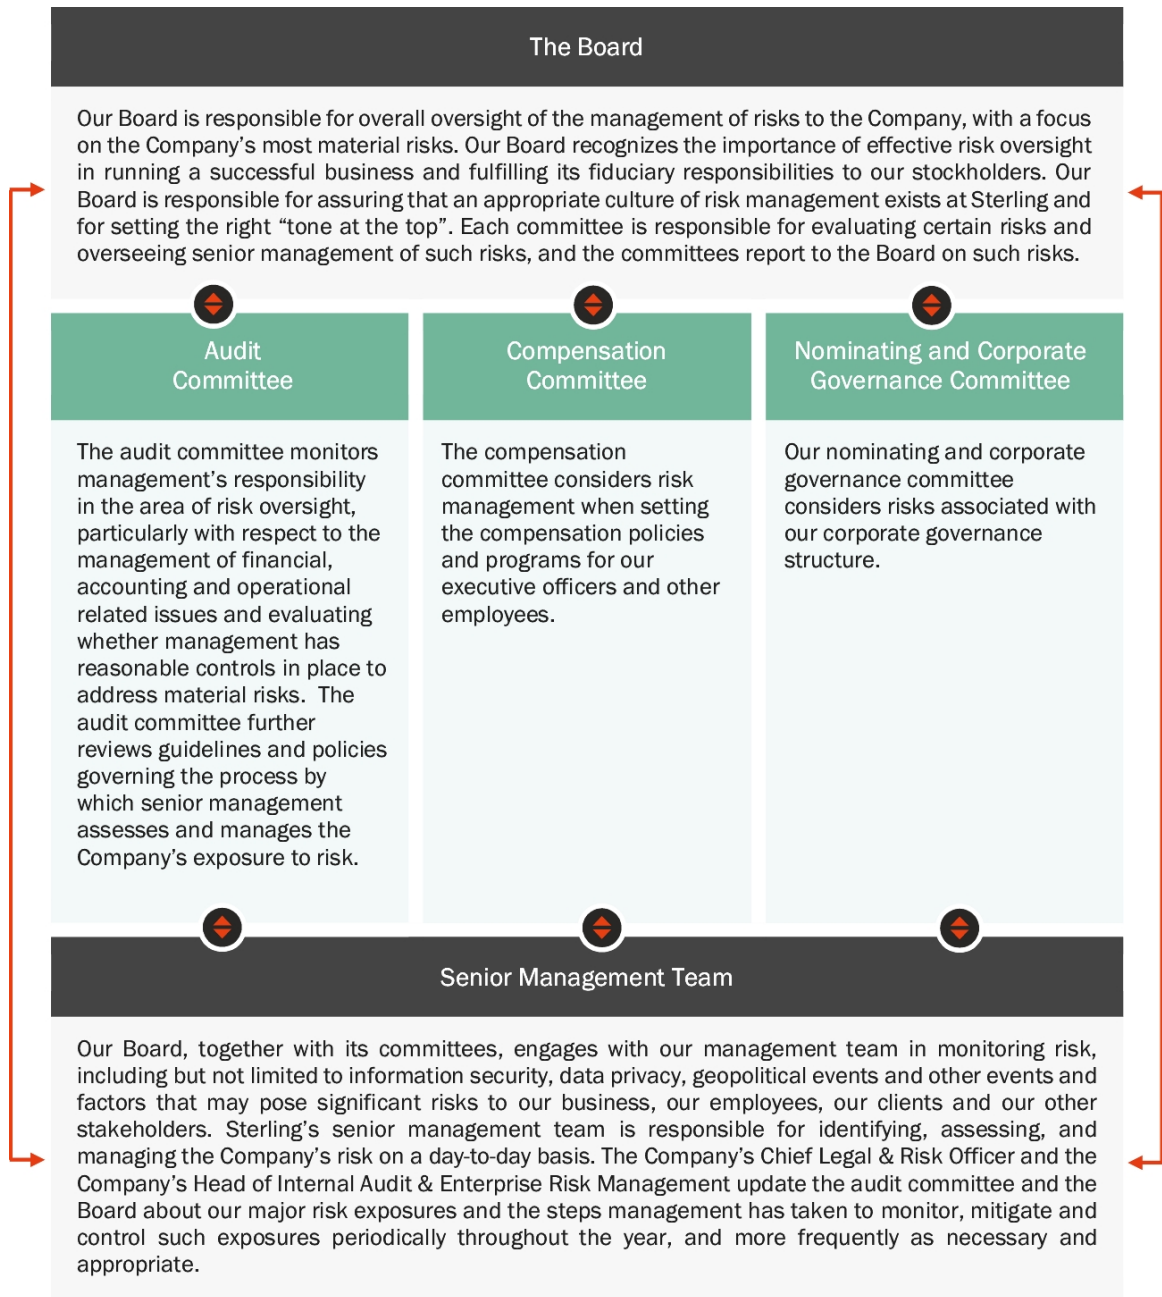 The Board
Our Board is responsible for overall oversight of the management of risks to the Company, with a focus
on the Company’s most material risks. Our Board recognizes the importance of effective risk oversight
in running a successful business and fulfilling its fiduciary responsibilities to our stockholders. Our
Board is responsible for assuring that an appropriate culture of risk management exists at Sterling and
for setting the right “tone at the top”. Each committee is responsible for evaluating certain risks and
overseeing senior management of such risks, and the committees report to the Board on such risks.
Audit
Committee
The audit committee monitors
management’s responsibility
in the area of risk oversight,
particularly with respect to the
management of financial,
accounting and operational
related issues and evaluating
whether management has
reasonable controls in place to
address material risks.  The
audit committee further
reviews guidelines and policies
governing the process by
which senior management
assesses and manages the
Company’s exposure to risk.
Compensation
Committee
The compensation
committee considers risk
management when setting
the compensation policies
and programs for our
executive officers and other
employees.
Nominating and Corporate
Governance Committee
Our nominating and corporate
governance committee
considers risks associated with
our corporate governance
structure.
Senior Management Team
Our Board, together with its committees, engages with our management team in monitoring risk,
including but not limited to information security, data privacy, geopolitical events and other events and
factors that may pose significant risks to our business, our employees, our clients and our other
stakeholders. Sterling’s senior management team is responsible for identifying, assessing, and
managing the Company’s risk on a day-to-day basis. The Company’s Chief Legal & Risk Officer and the
Company’s Head of Internal Audit & Enterprise Risk Management update the audit committee and the
Board about our major risk exposures and the steps management has taken to monitor, mitigate and
control such exposures periodically throughout the year, and more frequently as necessary and
appropriate.